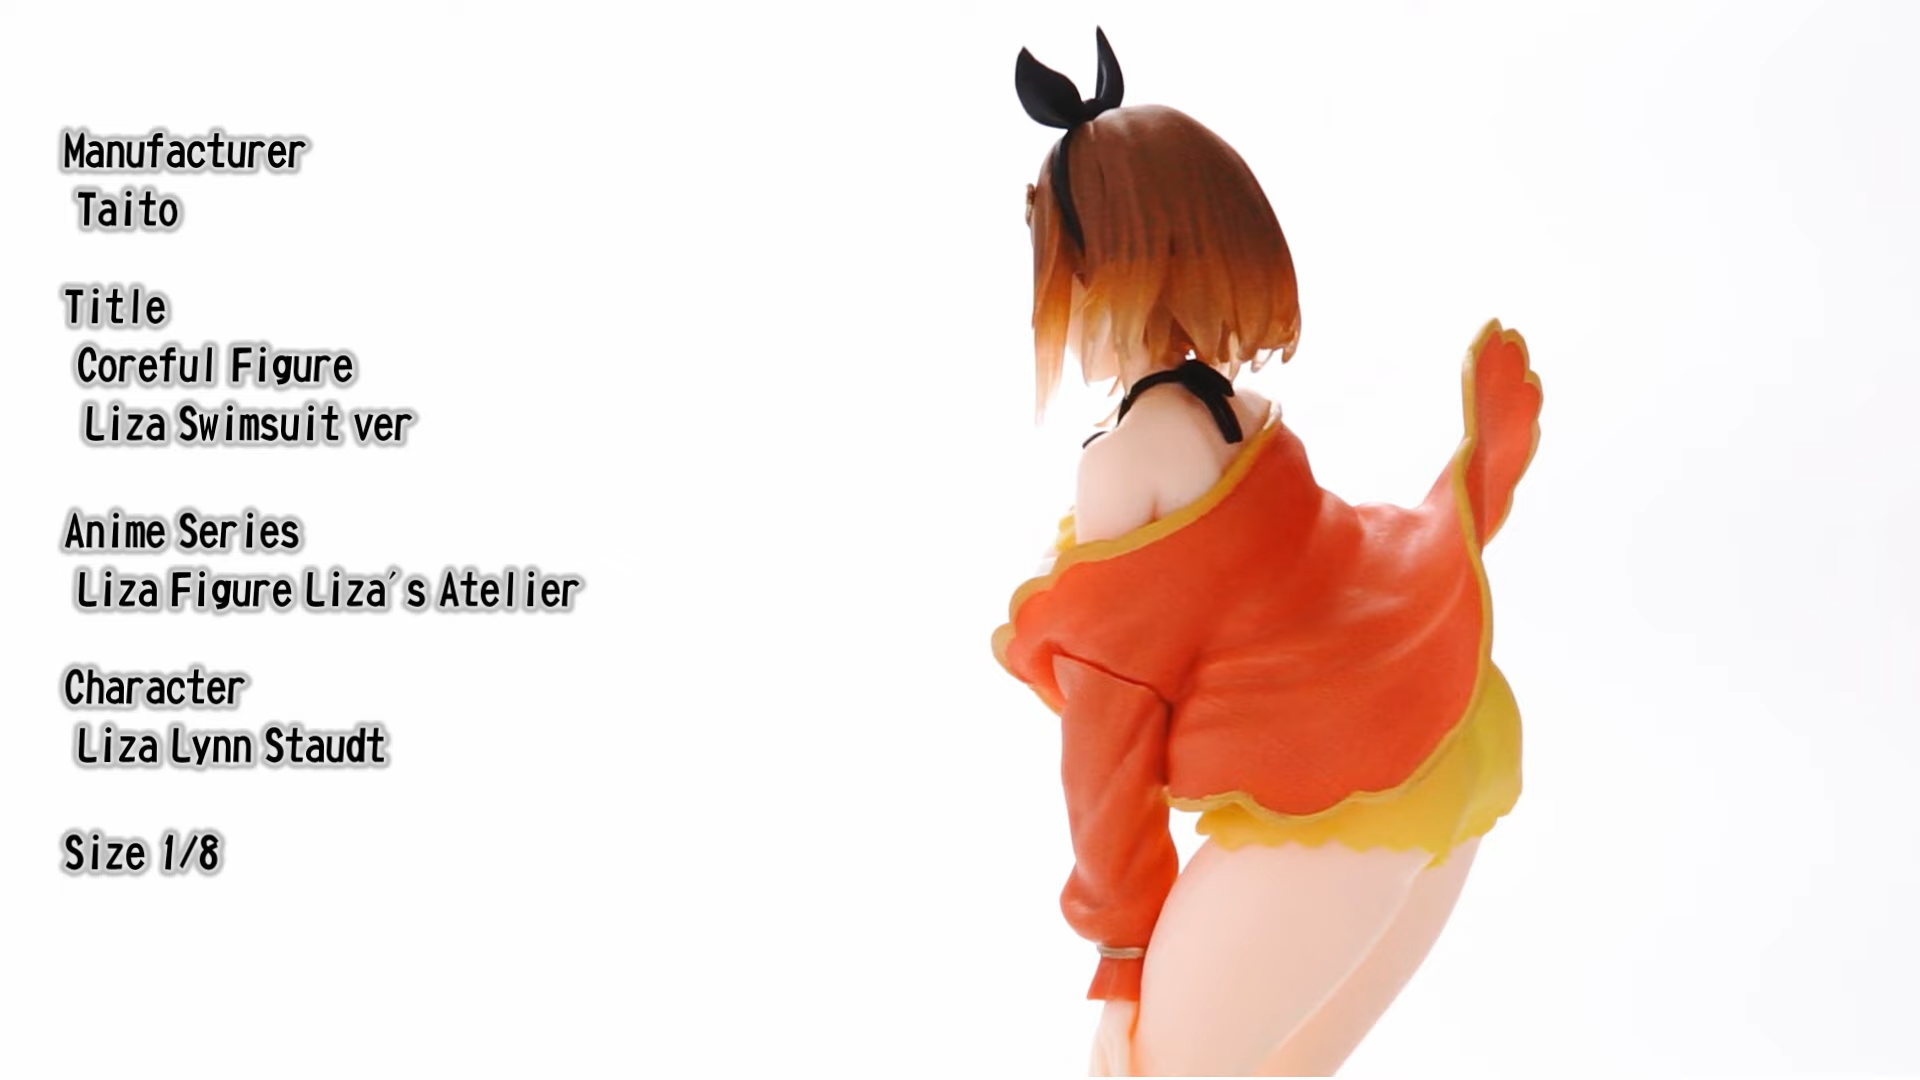 Manufacturer
Taito
Title
Coreful Figure
Liza Swimsuit ver
Anime Series
Liza Figure Liza's Atelier
Character
Liza Lynn Staudt
Size 1/8